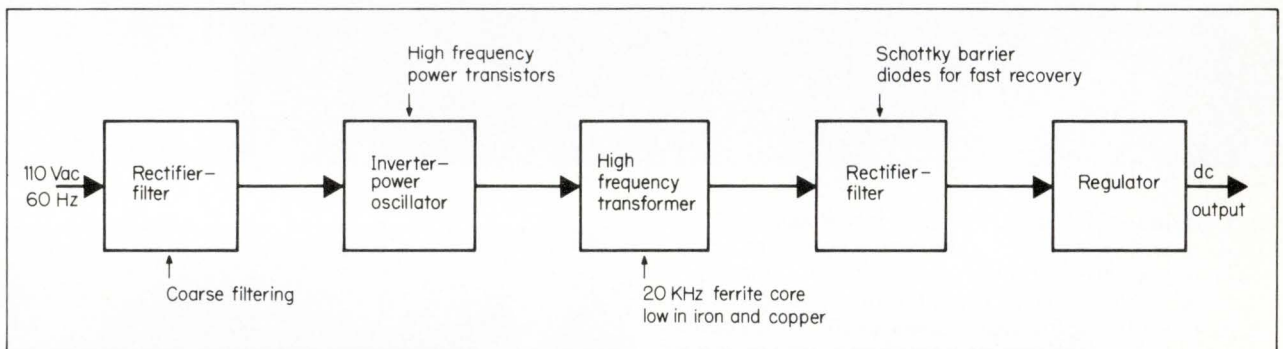 High frequency
power transistors
Schottky barrier
diodes for fast recovery
110 Vac
60 Hz
Rectifier–
filter
Inverter–
power
oscillator
High
frequency
transformer
Rectifier–
filter
Regulator
dc
output
Coarse filtering
20 KHz ferrite core
low in iron and copper